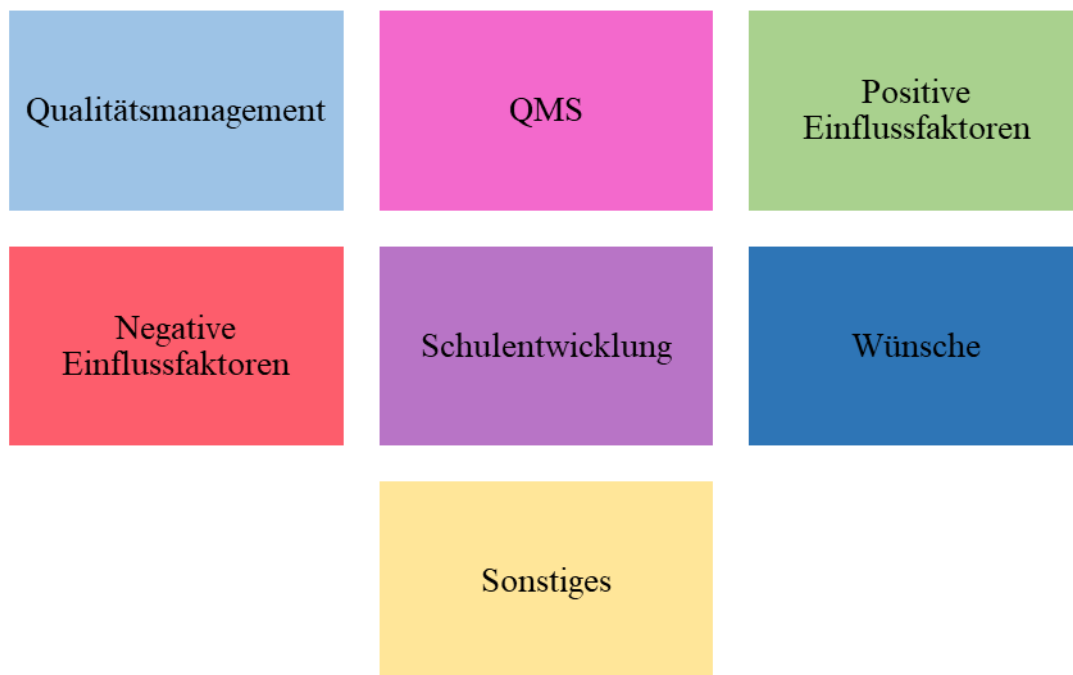 Qualitätsmanagement
QMS
Positive
Einflussfaktoren
Negative
Einflussfaktoren
Schulentwicklung
Wünsche
Sonstiges